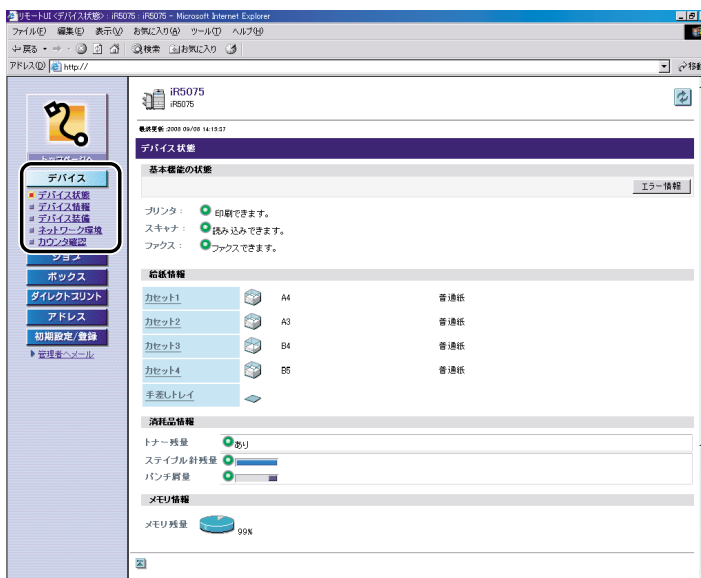 リモートUI <デバイス状態> : iR5075 : iR5075 - Microsoft Internet Explorer
ファイル(F) 編集(E) 表示(V) お気に入り(A) ツール(T) ヘルプ(H)
戻る 検索 お気に入り
アドレス(D) http:// 移動
iR5075
iR5075
最終更新 :2008 09/08 14:15:57
トップページへ
デバイス
デバイス状態
デバイス情報
デバイス装備
ネットワーク環境
カウンタ確認
ジョブ
ボックス
ダイレクトプリント
アドレス
初期設定/登録
管理者へメール
デバイス状態
基本機能の状態
エラー情報
プリンタ : 印刷できます。
スキャナ : 読み込みできます。
ファクス : ファクスできます。
給紙情報
カセット1 A4 普通紙
カセット2 A3 普通紙
カセット3 B4 普通紙
カセット4 B5 普通紙
手差しトレイ
消耗品情報
トナー残量 あり
ステイプル針残量
パンチ屑量
メモリ情報
メモリ残量 99%